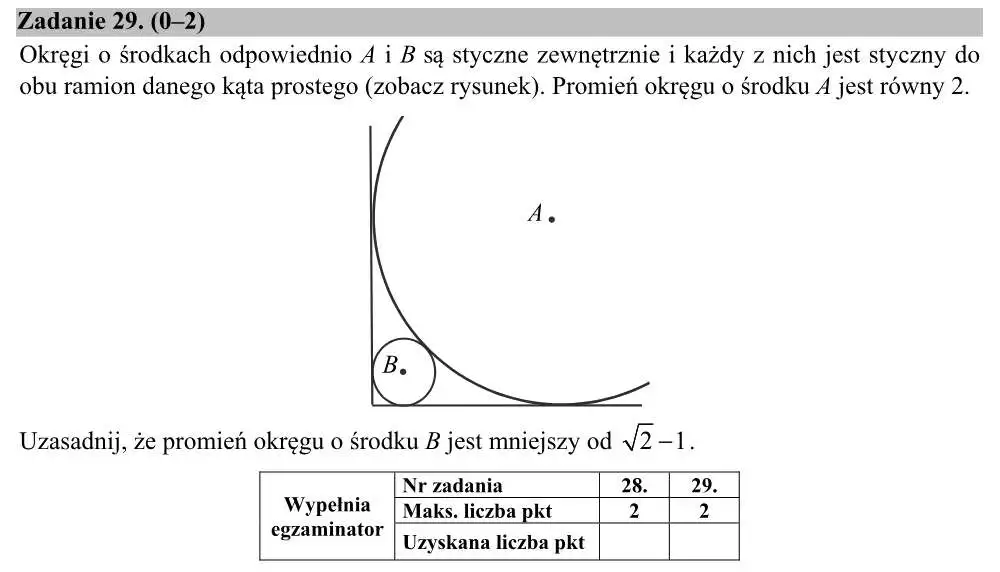 Zadanie 29. (0–2)
Okręgi o środkach odpowiednio A i B są styczne zewnętrznie i każdy z nich jest styczny do
obu ramion danego kąta prostego (zobacz rysunek). Promień okręgu o środku A jest równy 2.
A
B
Uzasadnij, że promień okręgu o środku B jest mniejszy od √2 – 1.
Wypełnia egzaminator
Nr zadania 28. 29.
Maks. liczba pkt 2 2
Uzyskana liczba pkt